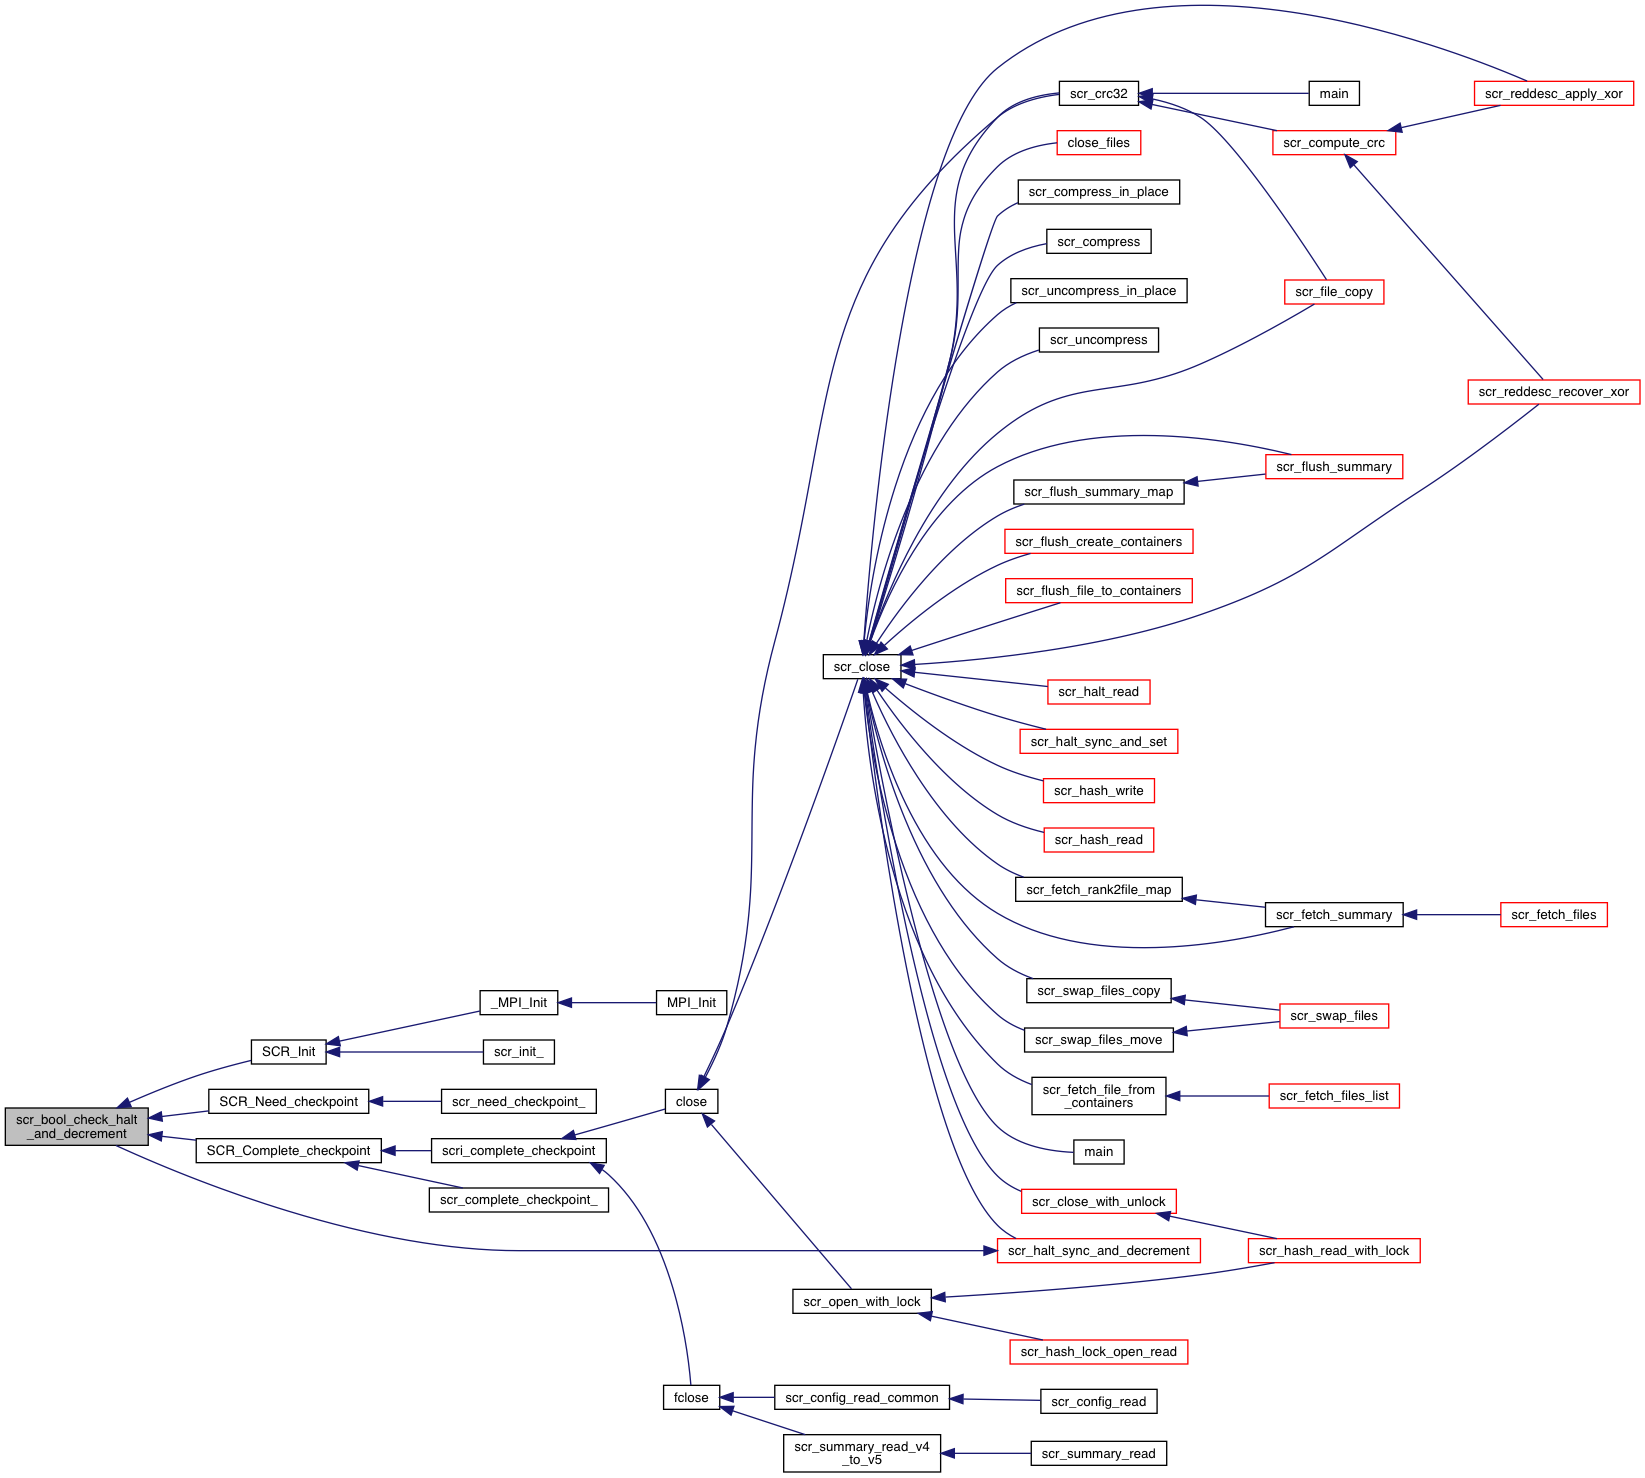 scr_reddesc_apply_xor
scr_crc32
main
close_files
scr_compute_crc
scr_compress_in_place
scr_compress
scr_uncompress_in_place
scr_file_copy
scr_uncompress
scr_reddesc_recover_xor
scr_flush_summary
scr_flush_summary_map
scr_flush_create_containers
scr_flush_file_to_containers
scr_close
scr_halt_read
scr_halt_sync_and_set
scr_hash_write
scr_hash_read
scr_fetch_rank2file_map
scr_fetch_summary
scr_fetch_files
scr_swap_files_copy
scr_swap_files
scr_swap_files_move
_MPI_Init
MPI_Init
SCR_Init
scr_init_
scr_fetch_file_from
_containers
scr_fetch_files_list
SCR_Need_checkpoint
scr_need_checkpoint_
close
scr_bool_check_halt
_and_decrement
SCR_Complete_checkpoint
scri_complete_checkpoint
main
scr_complete_checkpoint_
scr_close_with_unlock
scr_halt_sync_and_decrement
scr_hash_read_with_lock
scr_open_with_lock
scr_hash_lock_open_read
fclose
scr_config_read_common
scr_config_read
scr_summary_read_v4
_to_v5
scr_summary_read